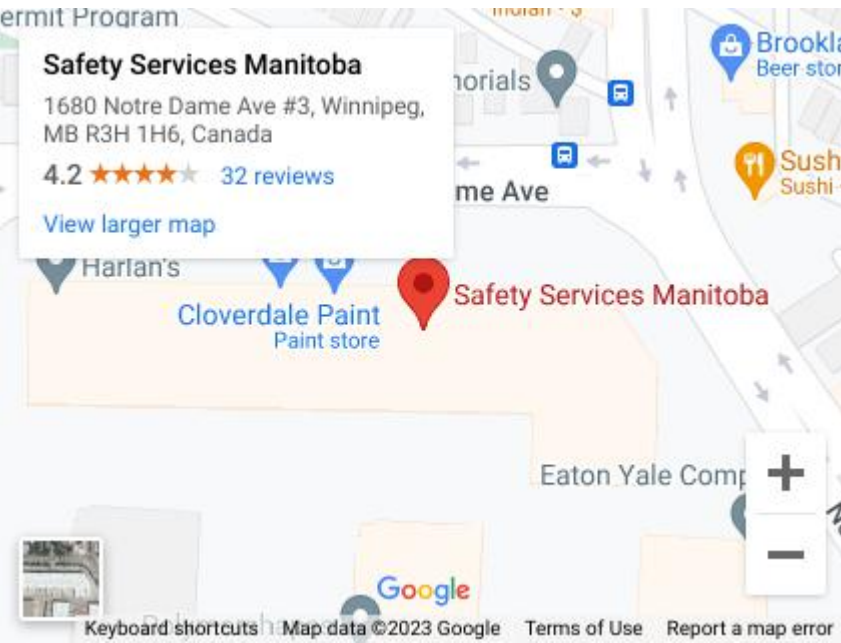 ermit Program
Indian · $
Safety Services Manitoba
1680 Notre Dame Ave #3, Winnipeg,
MB R3H 1H6, Canada
4.2 32 reviews
View larger map
norials
Brookla
Beer stor
Sush
Sushi
me Ave
Harlan's
Cloverdale Paint
Paint store
Safety Services Manitoba
Eaton Yale Comp
+
−
Google
Keyboard shortcuts Map data ©2023 Google Terms of Use Report a map error